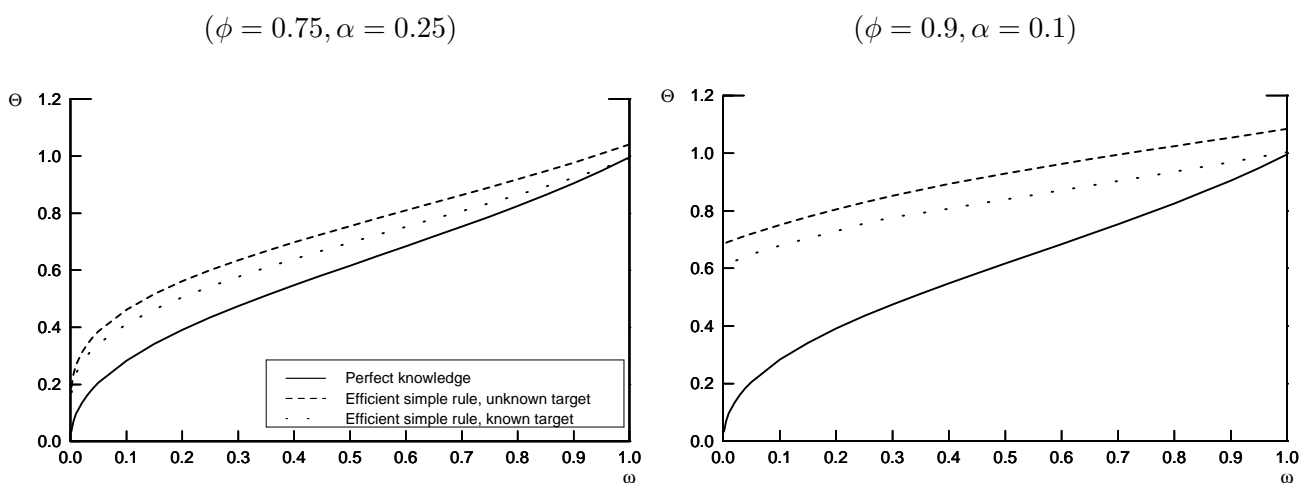 (ϕ = 0.75, α = 0.25)
Θ 1.2
1.0
0.8
0.6
0.4
0.2
0.0
0.0 0.1 0.2 0.3 0.4 0.5 0.6 0.7 0.8 0.9 1.0
ω
Perfect knowledge
Efficient simple rule, unknown target
Efficient simple rule, known target
(ϕ = 0.9, α = 0.1)
Θ 1.2
1.0
0.8
0.6
0.4
0.2
0.0
0.0 0.1 0.2 0.3 0.4 0.5 0.6 0.7 0.8 0.9 1.0
ω